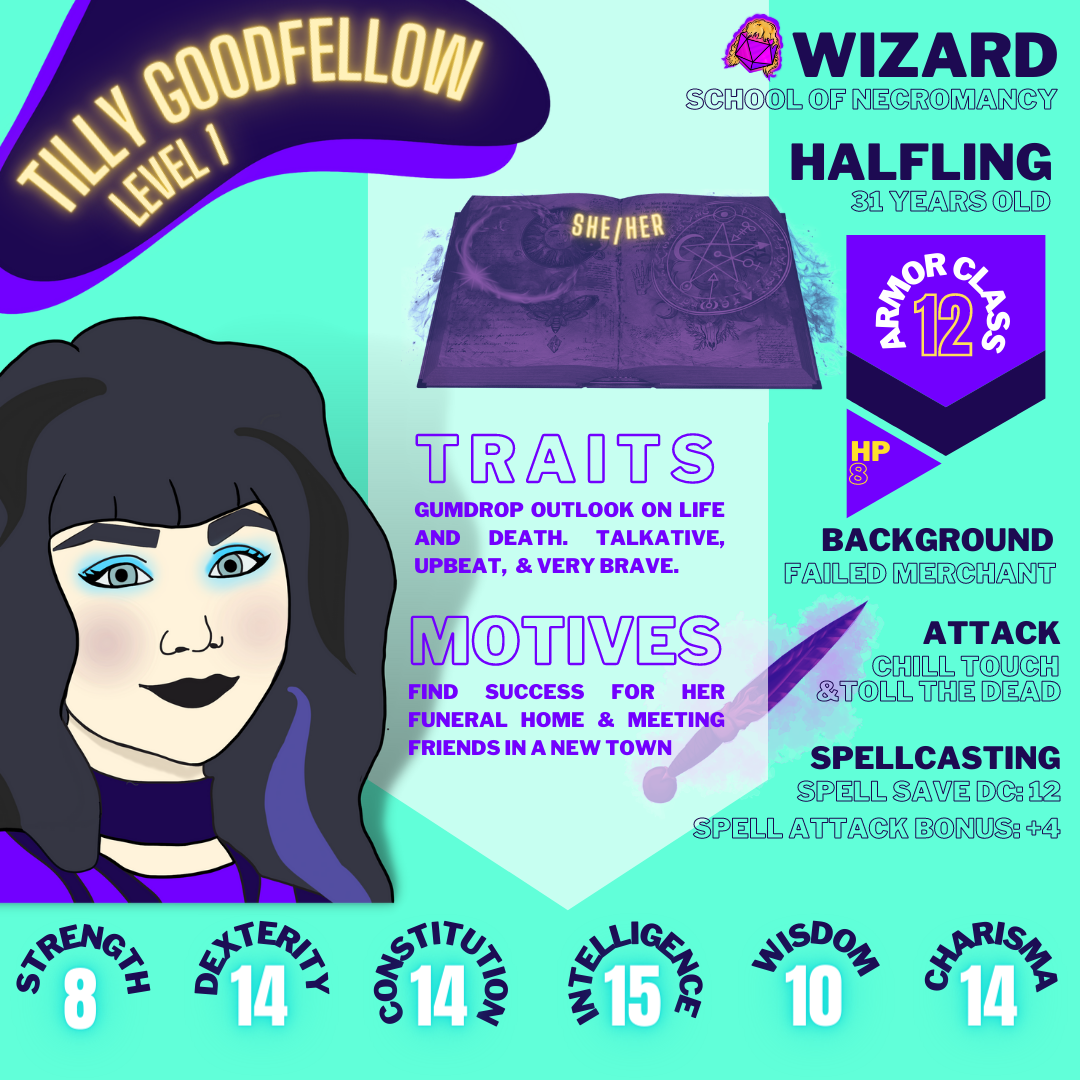 TILLY GOODFELLOW
LEVEL 1
WIZARD
SCHOOL OF NECROMANCY
HALFLING
31 YEARS OLD
SHE/HER
ARMOR CLASS
12
HP
8
TRAITS
GUMDROP OUTLOOK ON LIFE
AND DEATH. TALKATIVE,
UPBEAT, & VERY BRAVE.
MOTIVES
FIND SUCCESS FOR HER
FUNERAL HOME & MEETING
FRIENDS IN A NEW TOWN
BACKGROUND
FAILED MERCHANT
ATTACK
CHILL TOUCH
&TOLL THE DEAD
SPELLCASTING
SPELL SAVE DC: 12
SPELL ATTACK BONUS: +4
STRENGTH
8
DEXTERITY
14
CONSTITUTION
14
INTELLIGENCE
15
WISDOM
10
CHARISMA
14